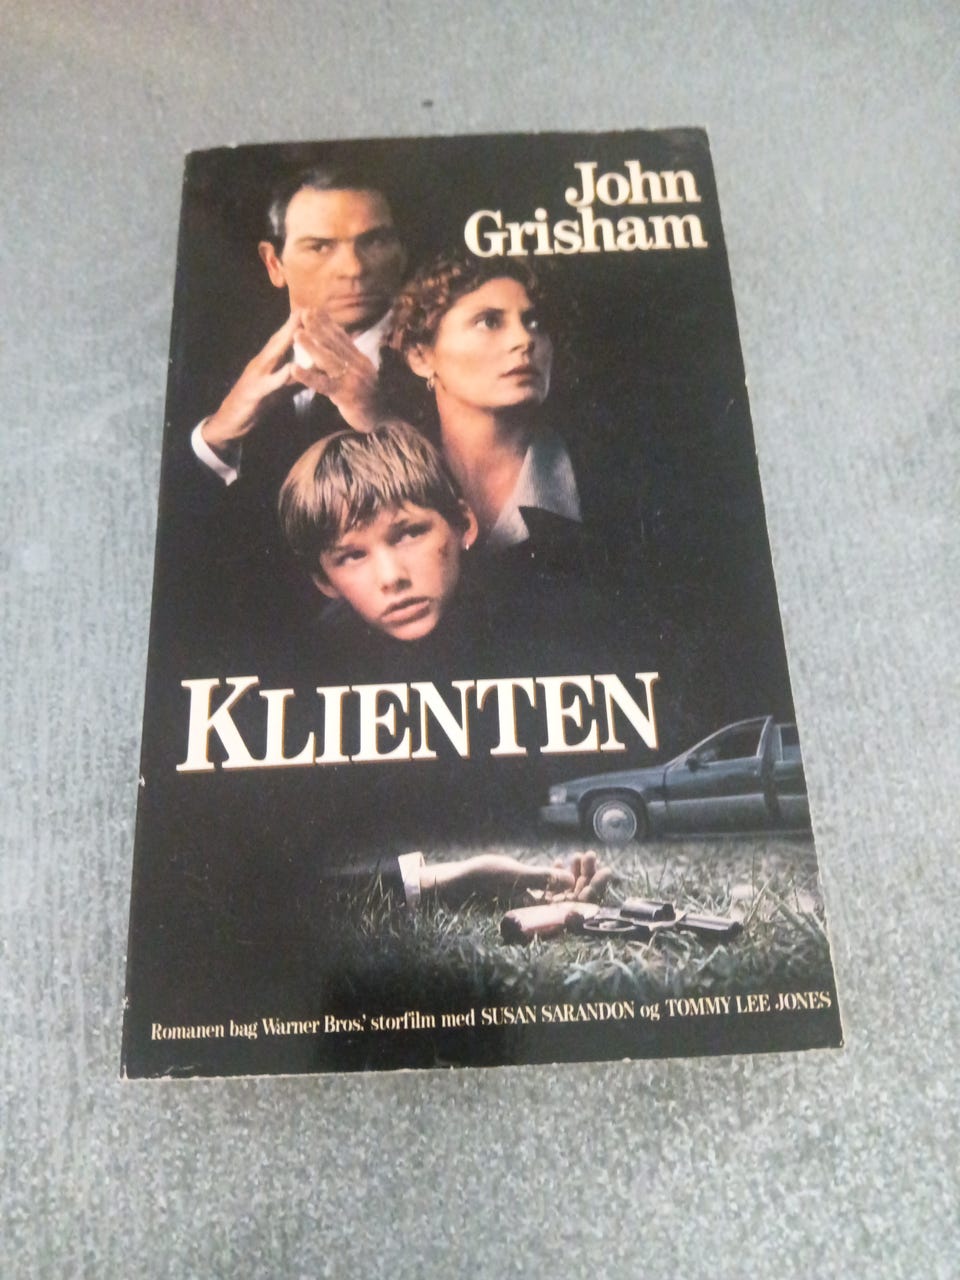 John
Grisham
KLIENTEN
Romanen bag Warner Bros.' storfilm med SUSAN SARANDON og TOMMY LEE JONES